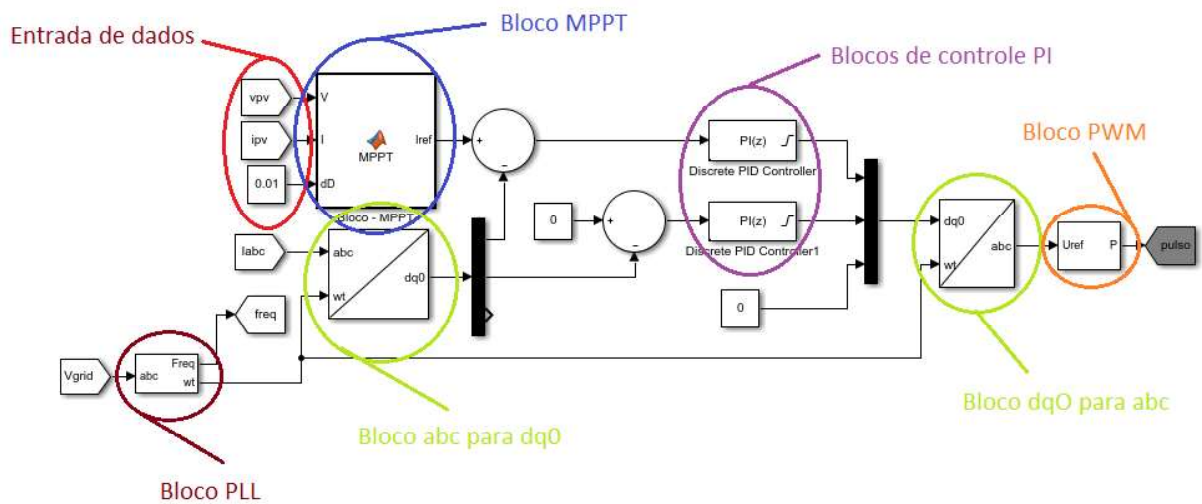 Entrada de dados
Bloco MPPT
Blocos de controle PI
Bloco PWM
vpv
V
ipv
I
Iref
MPPT
0.01
dD
Bloco - MPPT
+
−
PI(z)
Discrete PID Controller
0
+
−
PI(z)
Discrete PID Controller1
0
Iabc
abc
dq0
wt
freq
Vgrid
abc
Freq
wt
dq0
abc
wt
Uref
P
pulso
Bloco abc para dq0
Bloco dqO para abc
Bloco PLL